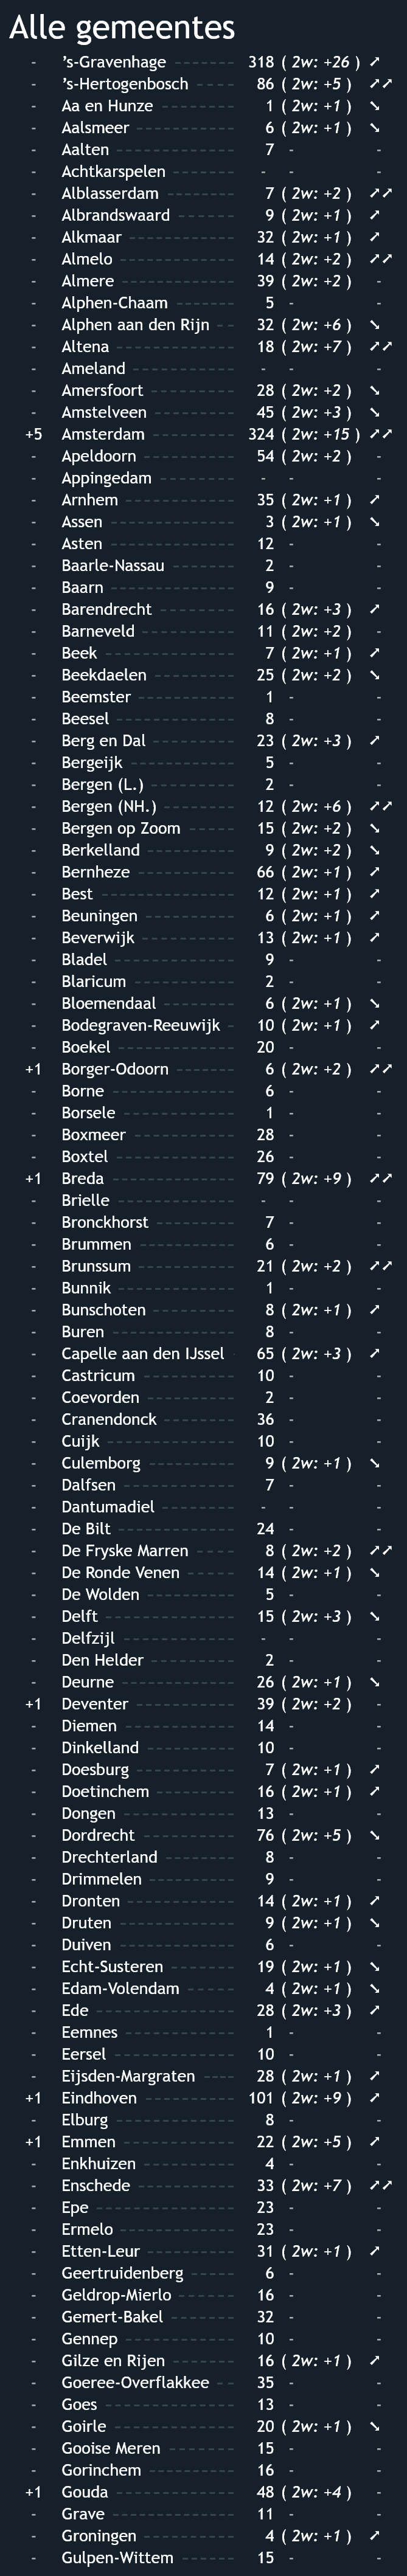 Alle gemeentes
- 's-Gravenhage 318 ( 2w: +26 ) ➚
- 's-Hertogenbosch 86 ( 2w: +5 ) ➚➚
- Aa en Hunze 1 ( 2w: +1 ) ➘
- Aalsmeer 6 ( 2w: +1 ) ➘
- Aalten 7 - -
- Achtkarspelen - - -
- Alblasserdam 7 ( 2w: +2 ) ➚➚
- Albrandswaard 9 ( 2w: +1 ) ➚
- Alkmaar 32 ( 2w: +1 ) ➚
- Almelo 14 ( 2w: +2 ) ➚➚
- Almere 39 ( 2w: +2 ) -
- Alphen-Chaam 5 - -
- Alphen aan den Rijn 32 ( 2w: +6 ) ➘
- Altena 18 ( 2w: +7 ) ➚➚
- Ameland - - -
- Amersfoort 28 ( 2w: +2 ) ➘
- Amstelveen 45 ( 2w: +3 ) ➘
+5 Amsterdam 324 ( 2w: +15 ) ➚➚
- Apeldoorn 54 ( 2w: +2 ) -
- Appingedam - - -
- Arnhem 35 ( 2w: +1 ) ➚
- Assen 3 ( 2w: +1 ) ➘
- Asten 12 - -
- Baarle-Nassau 2 - -
- Baarn 9 - -
- Barendrecht 16 ( 2w: +3 ) ➚
- Barneveld 11 ( 2w: +2 ) -
- Beek 7 ( 2w: +1 ) ➚
- Beekdaelen 25 ( 2w: +2 ) ➘
- Beemster 1 - -
- Beesel 8 - -
- Berg en Dal 23 ( 2w: +3 ) ➚
- Bergeijk 5 - -
- Bergen (L.) 2 - -
- Bergen (NH.) 12 ( 2w: +6 ) ➚➚
- Bergen op Zoom 15 ( 2w: +2 ) ➘
- Berkelland 9 ( 2w: +2 ) ➘
- Bernheze 66 ( 2w: +1 ) ➚
- Best 12 ( 2w: +1 ) ➚
- Beuningen 6 ( 2w: +1 ) ➚
- Beverwijk 13 ( 2w: +1 ) ➚
- Bladel 9 - -
- Blaricum 2 - -
- Bloemendaal 6 ( 2w: +1 ) ➘
- Bodegraven-Reeuwijk 10 ( 2w: +1 ) ➚
- Boekel 20 - -
+1 Borger-Odoorn 6 ( 2w: +2 ) ➚➚
- Borne 6 - -
- Borsele 1 - -
- Boxmeer 28 - -
- Boxtel 26 - -
+1 Breda 79 ( 2w: +9 ) ➚➚
- Brielle - - -
- Bronckhorst 7 - -
- Brummen 6 - -
- Brunssum 21 ( 2w: +2 ) ➚➚
- Bunnik 1 - -
- Bunschoten 8 ( 2w: +1 ) ➚
- Buren 8 - -
- Capelle aan den IJssel 65 ( 2w: +3 ) ➚
- Castricum 10 - -
- Coevorden 2 - -
- Cranendonck 36 - -
- Cuijk 10 - -
- Culemborg 9 ( 2w: +1 ) ➘
- Dalfsen 7 - -
- Dantumadiel - - -
- De Bilt 24 - -
- De Fryske Marren 8 ( 2w: +2 ) ➚➚
- De Ronde Venen 14 ( 2w: +1 ) ➘
- De Wolden 5 - -
- Delft 15 ( 2w: +3 ) ➘
- Delfzijl - - -
- Den Helder 2 - -
- Deurne 26 ( 2w: +1 ) ➘
+1 Deventer 39 ( 2w: +2 ) -
- Diemen 14 - -
- Dinkelland 10 - -
- Doesburg 7 ( 2w: +1 ) ➚
- Doetinchem 16 ( 2w: +1 ) ➚
- Dongen 13 - -
- Dordrecht 76 ( 2w: +5 ) ➘
- Drechterland 8 - -
- Drimmelen 9 - -
- Dronten 14 ( 2w: +1 ) ➚
- Druten 9 ( 2w: +1 ) ➘
- Duiven 6 - -
- Echt-Susteren 19 ( 2w: +1 ) ➘
- Edam-Volendam 4 ( 2w: +1 ) ➘
- Ede 28 ( 2w: +3 ) ➚
- Eemnes 1 - -
- Eersel 10 - -
- Eijsden-Margraten 28 ( 2w: +1 ) ➚
+1 Eindhoven 101 ( 2w: +9 ) ➚
- Elburg 8 - -
+1 Emmen 22 ( 2w: +5 ) ➚
- Enkhuizen 4 - -
- Enschede 33 ( 2w: +7 ) ➚➚
- Epe 23 - -
- Ermelo 23 - -
- Etten-Leur 31 ( 2w: +1 ) ➚
- Geertruidenberg 6 - -
- Geldrop-Mierlo 16 - -
- Gemert-Bakel 32 - -
- Gennep 10 - -
- Gilze en Rijen 16 ( 2w: +1 ) ➚
- Goeree-Overflakkee 35 - -
- Goes 13 - -
- Goirle 20 ( 2w: +1 ) ➘
- Gooise Meren 15 - -
- Gorinchem 16 - -
+1 Gouda 48 ( 2w: +4 ) -
- Grave 11 - -
- Groningen 4 ( 2w: +1 ) ➚
- Gulpen-Wittem 15 - -